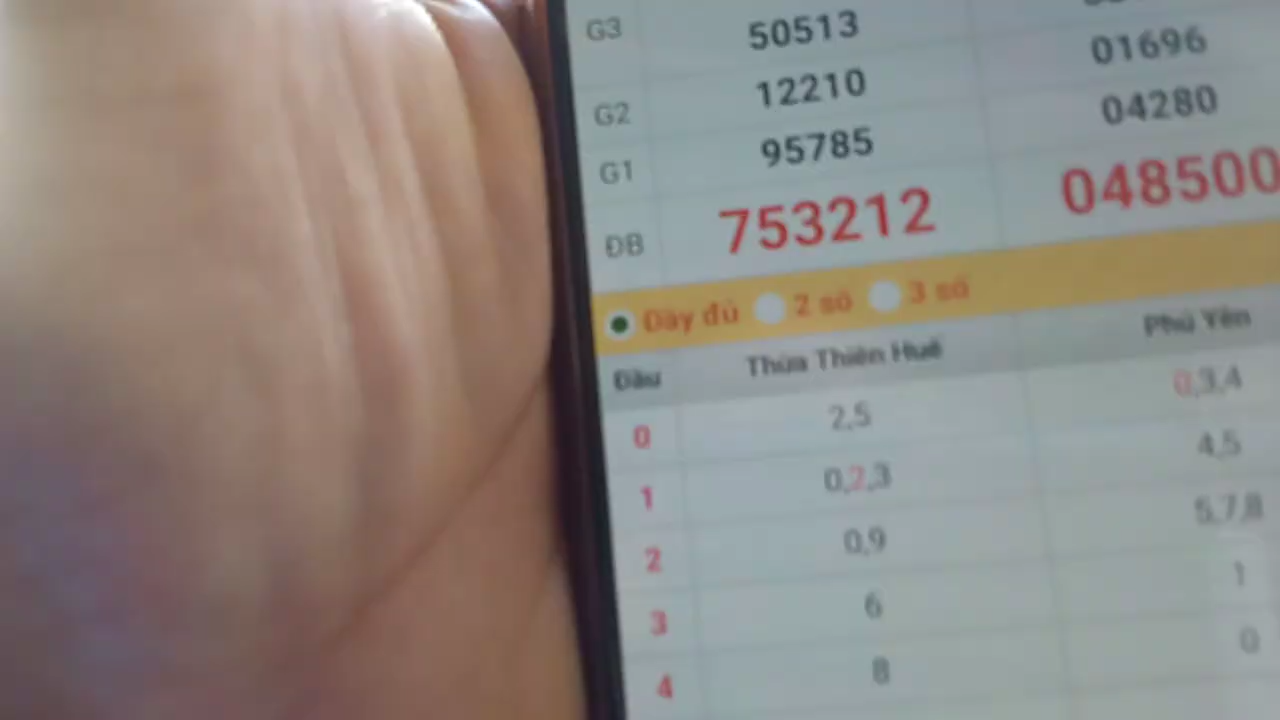 G3 50513
01696
G2 12210 04280
G1 95785
ĐB 753212 048500
Đầy đủ 2 số 3 số
Đầu Thừa Thiên Huế Phú Yên
0 2,5 0,3,4
1 0,2,3 4,5
2 0,9 5,7,8
3 6 1
4 8 0